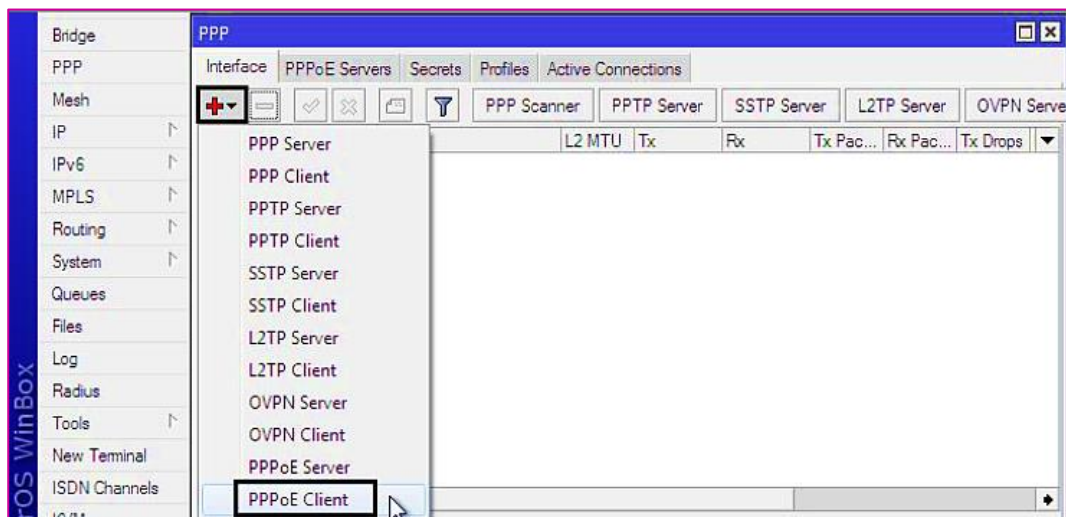 Bridge
PPP
Mesh
IP
IPv6
MPLS
Routing
System
Queues
Files
Log
Radius
Tools
New Terminal
ISDN Channels
rOS WinBox
PPP
Interface PPPoE Servers Secrets Profiles Active Connections
PPP Scanner PPTP Server SSTP Server L2TP Server OVPN Serve
L2 MTU Tx Rx Tx Pac... Rx Pac... Tx Drops
PPP Server
PPP Client
PPTP Server
PPTP Client
SSTP Server
SSTP Client
L2TP Server
L2TP Client
OVPN Server
OVPN Client
PPPoE Server
PPPoE Client